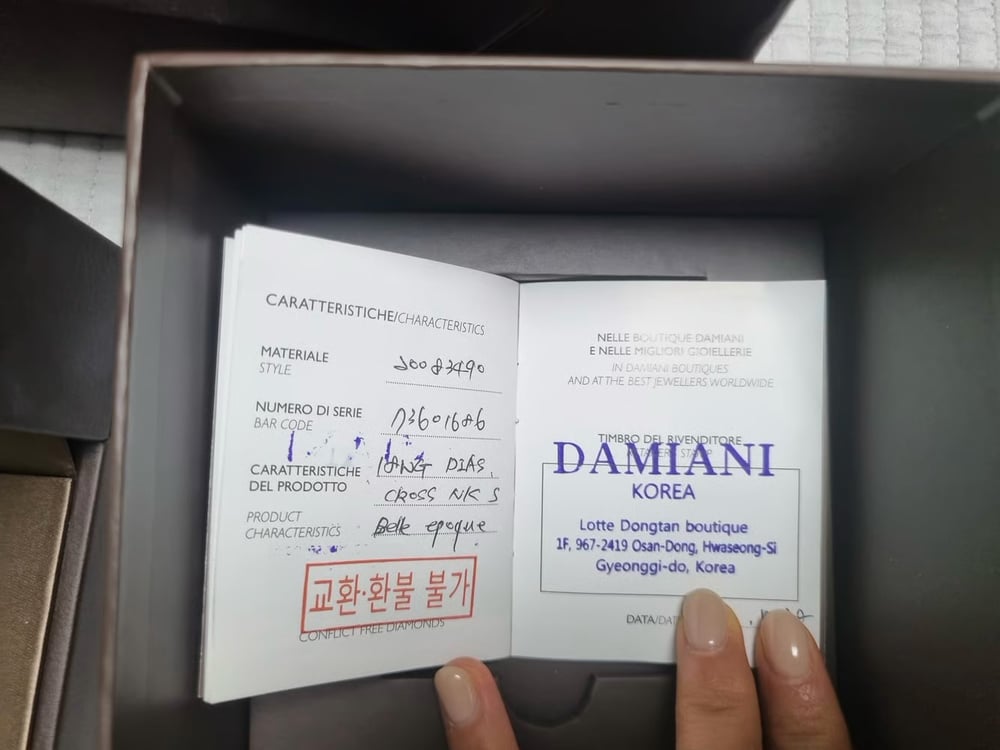 CARATTERISTICHE/CHARACTERISTICS
MATERIALE
STYLE
20083490
NUMERO DI SERIE
BAR CODE
CARATTERISTICHE
DEL PRODOTTO
DIAS.
CROSS NK S
PRODUCT
CHARACTERISTICS
Belle epoque
교환·환불 불가
CONFLICT FREE DIAMONDS
NELLE BOUTIQUE DAMIANI
E NELLE MIGLIORI GIOIELLERIE
IN DAMIANI BOUTIQUES
AND AT THE BEST JEWELLERS WORLDWIDE
TIMBRO DEL RIVENDITORE
DAMIANI
KOREA
Lotte Dongtan boutique
1F, 967-2419 Osan-Dong, Hwaseong-Si
Gyeonggi-do, Korea
DATA/DAT